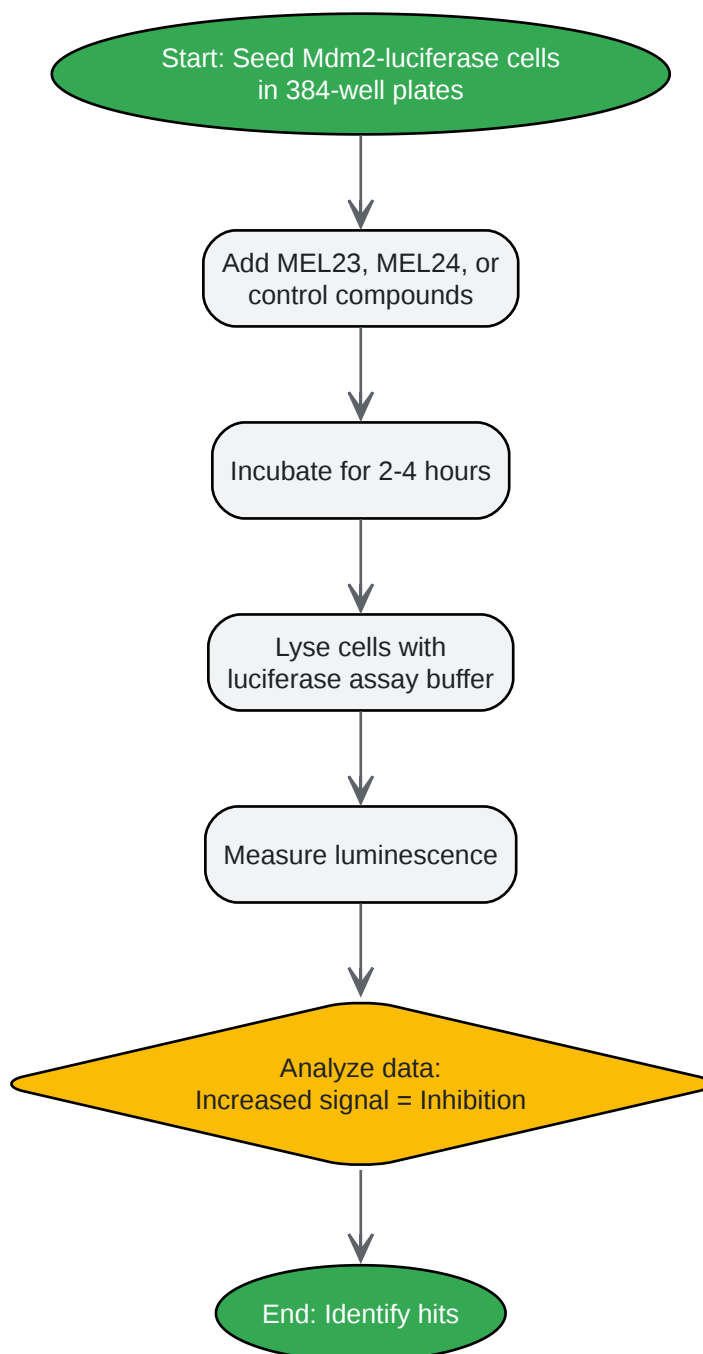 Start: Seed Mdm2-luciferase cells
in 384-well plates
Add MEL23, MEL24, or
control compounds
Incubate for 2-4 hours
Lyse cells with
luciferase assay buffer
Measure luminescence
Analyze data:
Increased signal = Inhibition
End: Identify hits